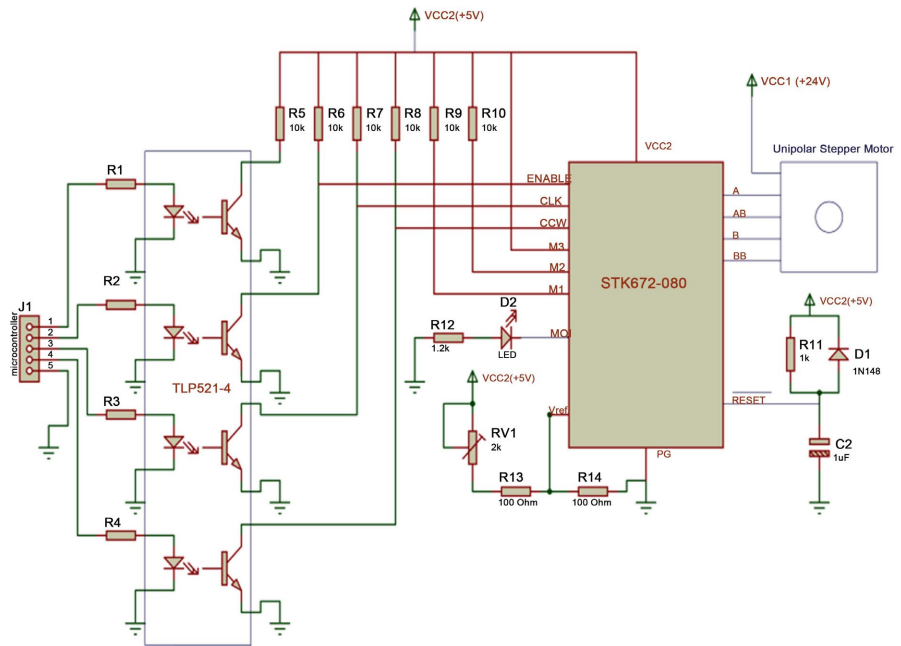 VCC2(+5V)
VCC1 (+24V)
R5
10k
R6
10k
R7
10k
R8
10k
R9
10k
R10
10k
VCC2
Unipolar Stepper Motor
R1
ENABLE
CLK
CCW
M3
M2
M1
MOI
Vref
STK672-080
A
AB
B
BB
RESET
PG
R2
J1
microcontroller
1
2
3
4
5
TLP521-4
R3
R4
D2
LED
R12
1.2k
VCC2(+5V)
RV1
2k
R13
100 Ohm
R14
100 Ohm
VCC2(+5V)
R11
1k
D1
1N148
C2
1uF